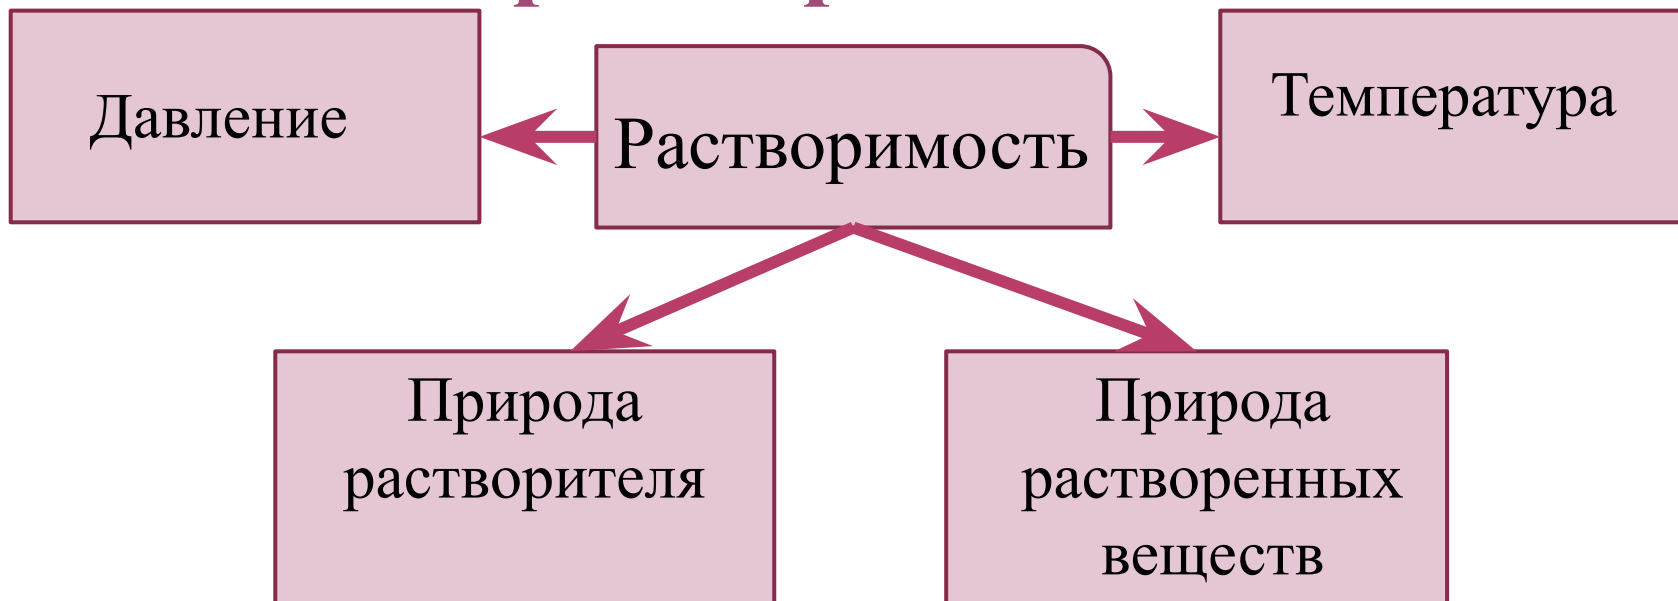 Давление
Растворимость
Температура
Природа
растворителя
Природа
растворенных
веществ